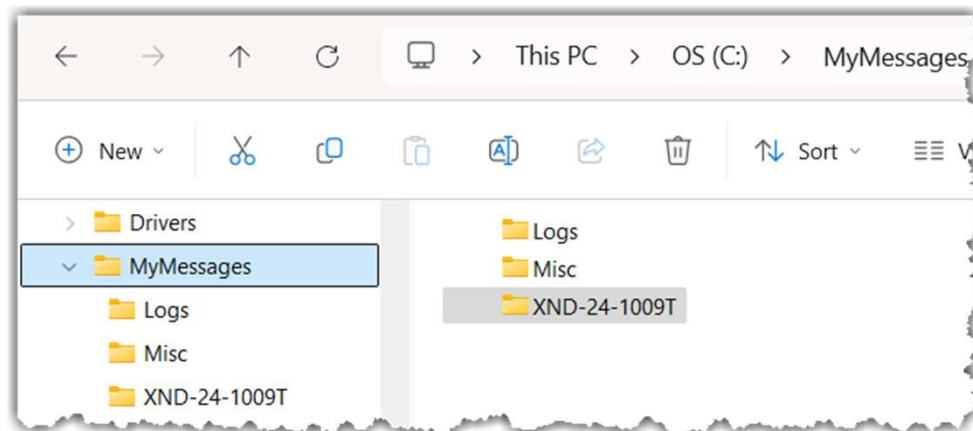 This PC > OS (C:) > MyMessages
New Sort
Drivers
MyMessages
Logs
Misc
XND-24-1009T
Logs
Misc
XND-24-1009T